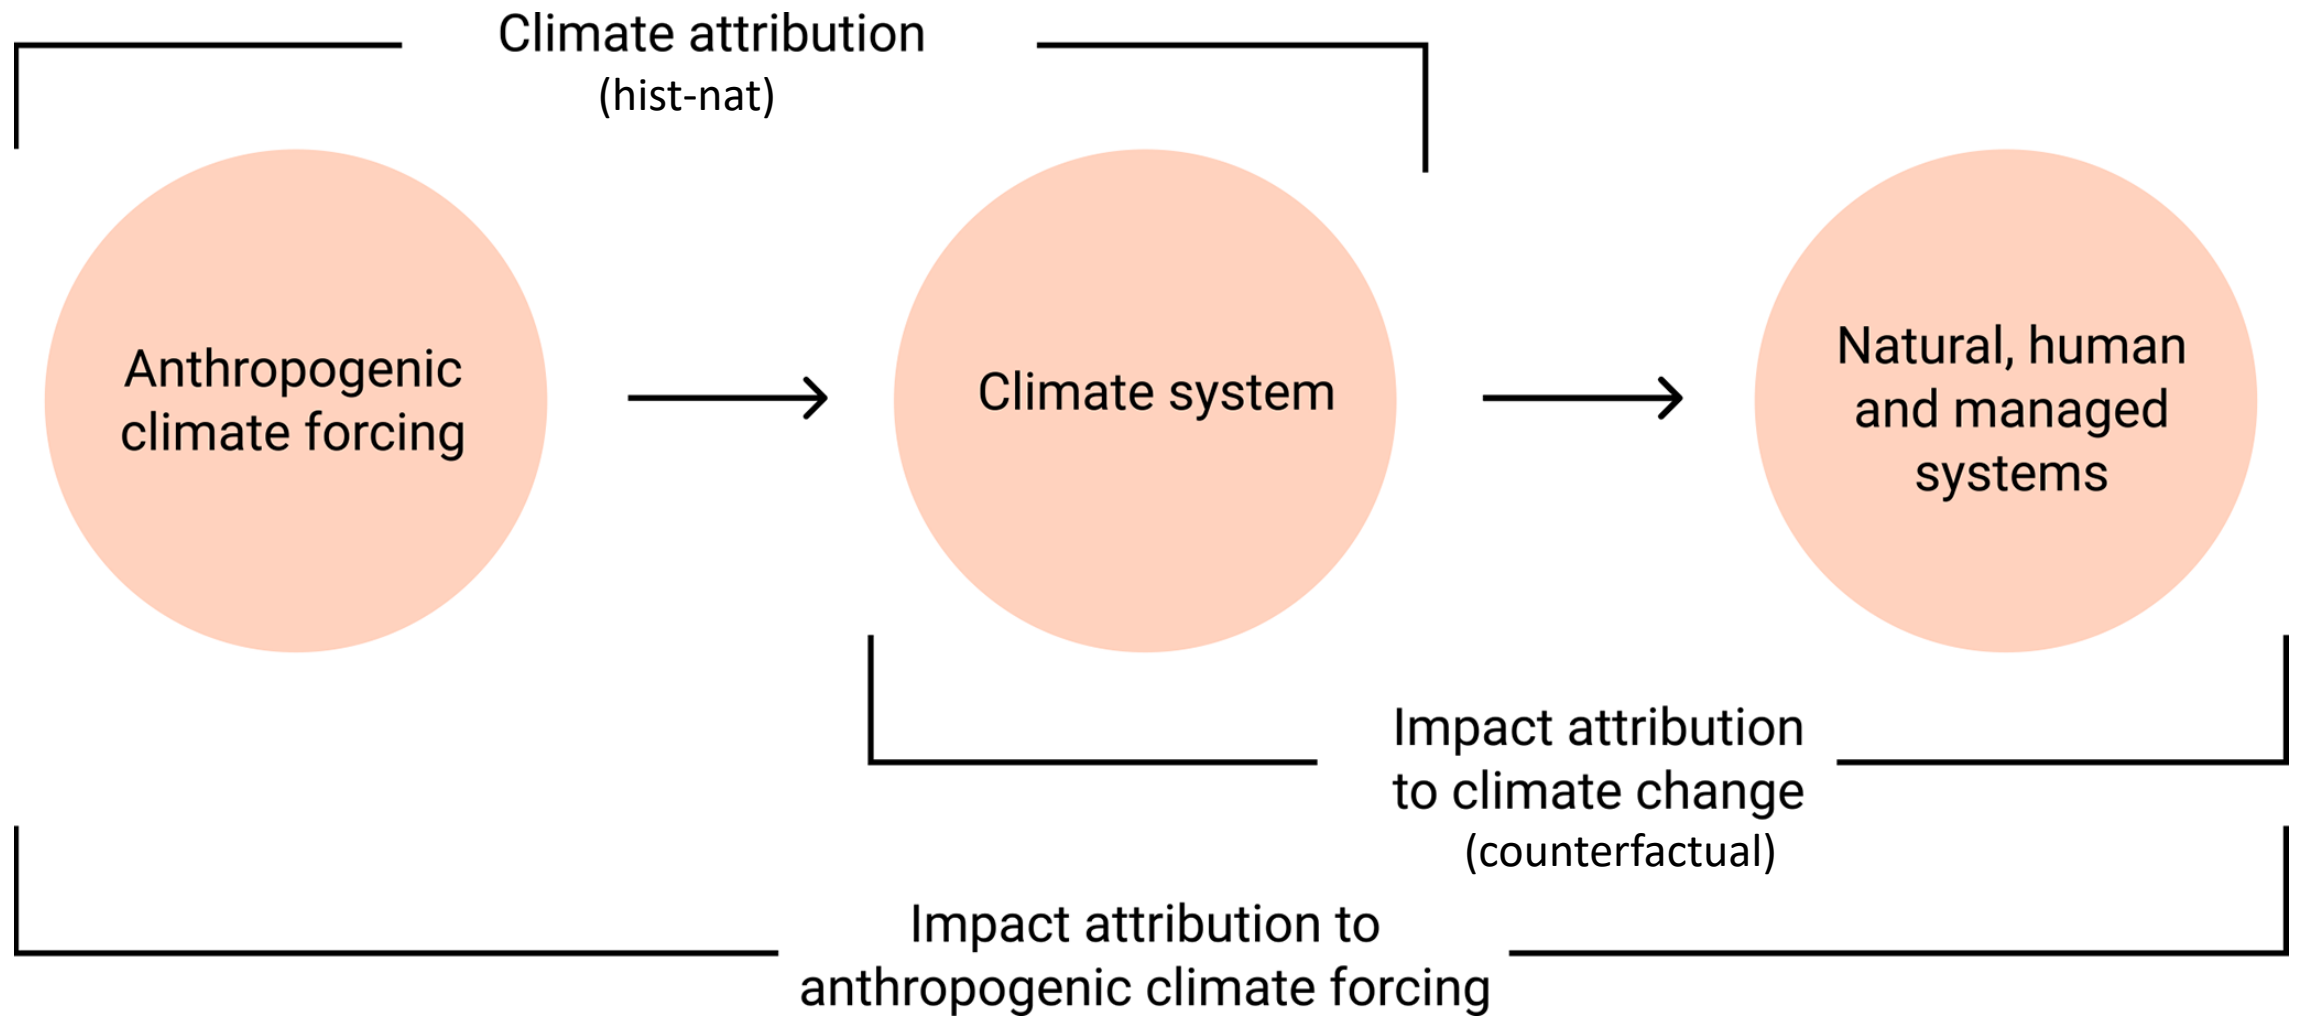 Climate attribution
(hist-nat)
Anthropogenic
climate forcing
Climate system
Natural, human
and managed
systems
Impact attribution
to climate change
(counterfactual)
Impact attribution to
anthropogenic climate forcing